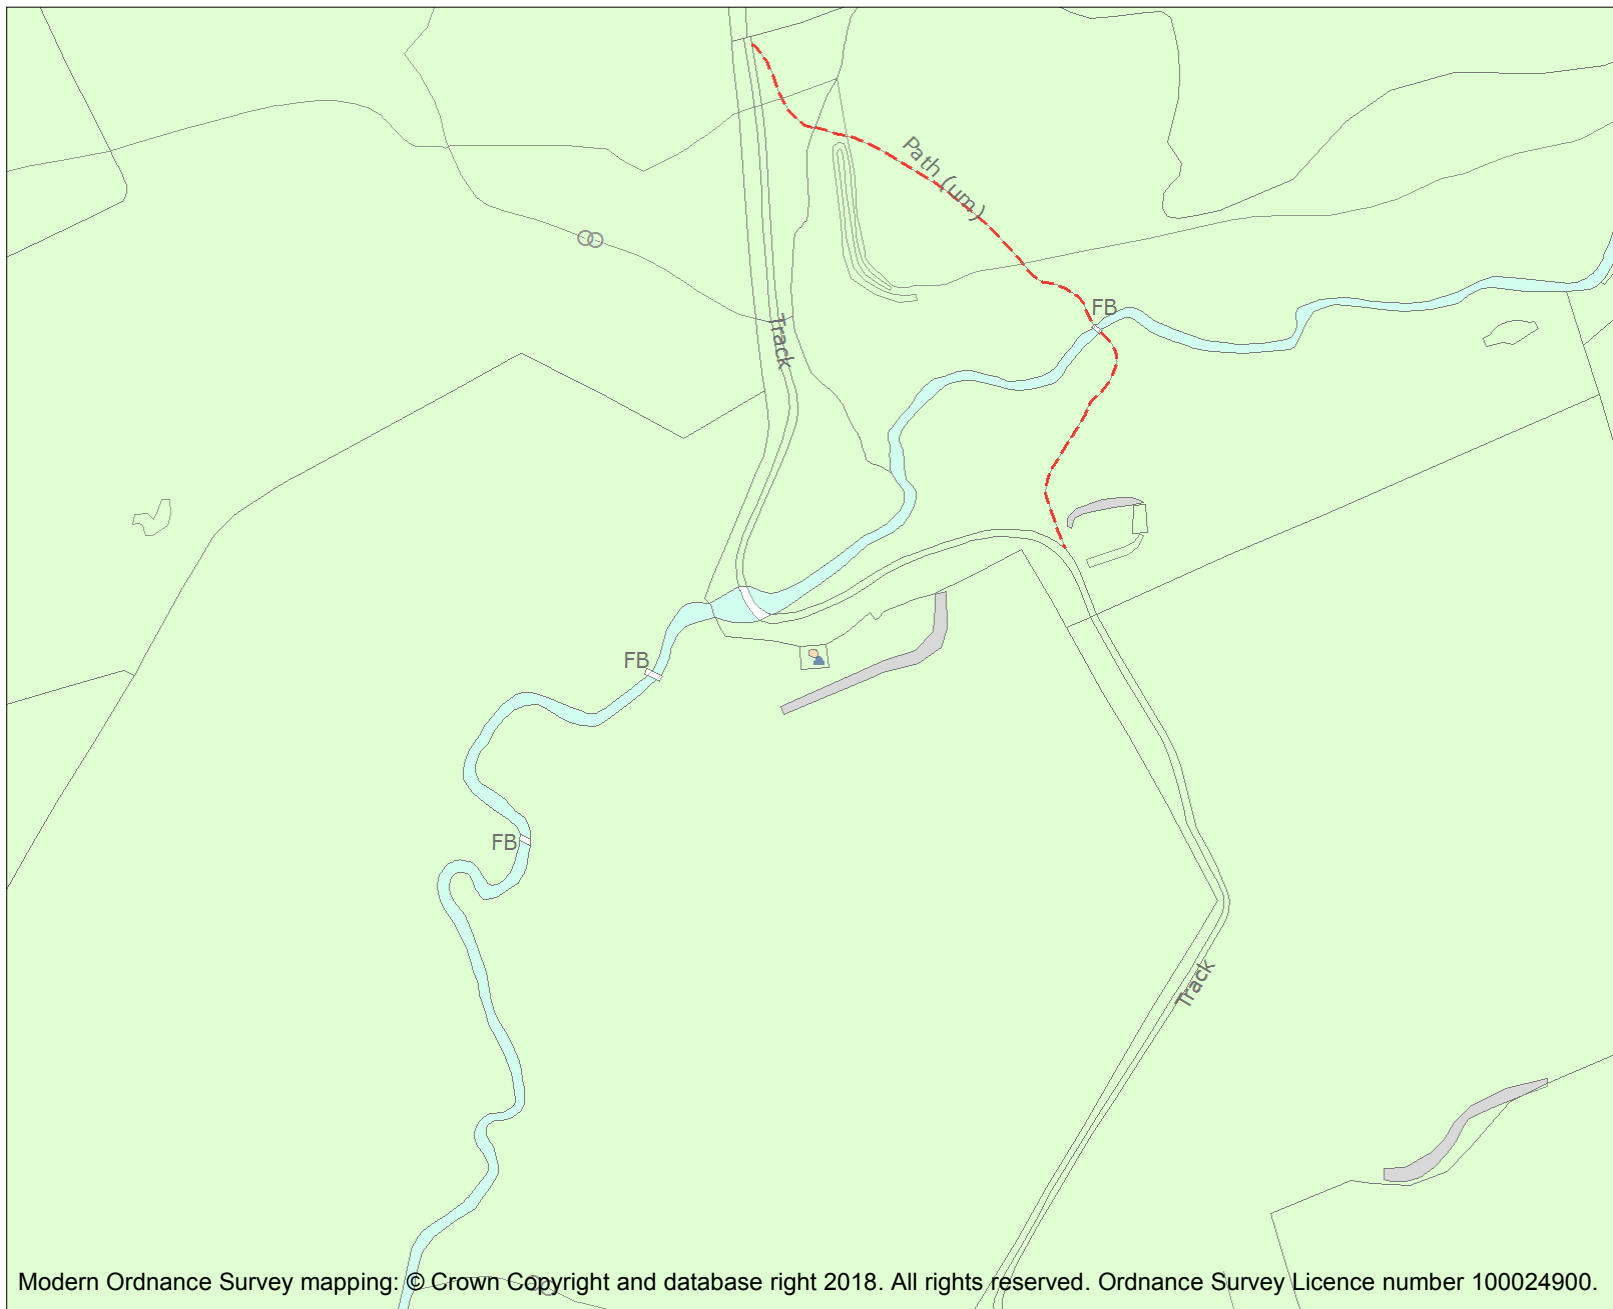 Path (um)
FB
Track
FB
FB
Track
Modern Ordnance Survey mapping: © Crown Copyright and database right 2018. All rights reserved. Ordnance Survey Licence number 100024900.